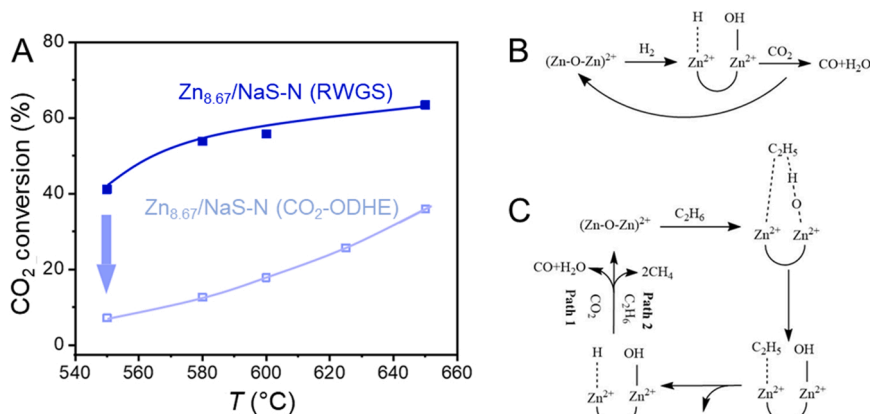 A
CO2 conversion (%)
80
60
40
20
0
540
560
580
600
620
640
660
T (°C)
Zn8.67/NaS-N (RWGS)
Zn8.67/NaS-N (CO2-ODHE)
B
(Zn-O-Zn)2+
H2
H
OH
Zn2+
Zn2+
CO2
CO+H2O
C
(Zn-O-Zn)2+
C2H6
C2H5
H
O
Zn2+
Zn2+
CO+H2O
2CH4
Path 1
CO2
C2H6
Path 2
H
OH
Zn2+
Zn2+
C2H5
OH
Zn2+
Zn2+